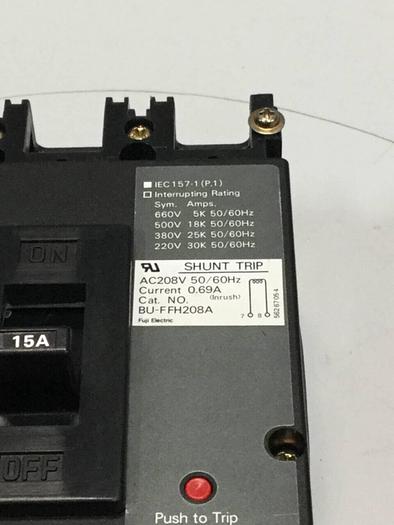 ■ IEC157-1(P,1)
□ Interrupting Rating
Sym. Amps.
660V 5K 50/60Hz
500V 18K 50/60Hz
380V 25K 50/60Hz
220V 30K 50/60Hz
ON
SHUNT TRIP
AC208V 50/60Hz
Current 0.69A
(Inrush)
Cat. NO.
BU-FFH208A
7 8
Fuji Electric
15A
OFF
Push to Trip